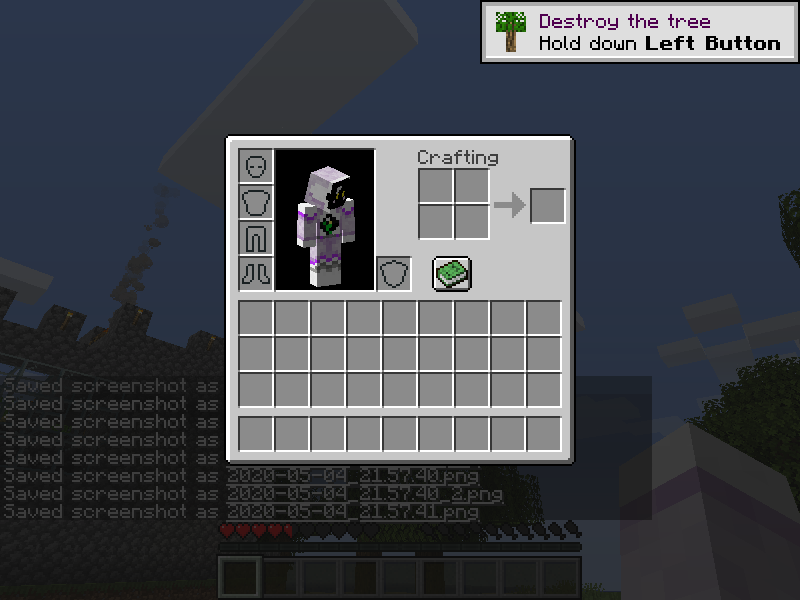 Destroy the tree
Hold down Left Button
Crafting
Saved screenshot as
Saved screenshot as
Saved screenshot as
Saved screenshot as
Saved screenshot as
Saved screenshot as 2020-05-04_21.57.40.png
Saved screenshot as 2020-05-04_21.57.40_2.png
Saved screenshot as 2020-05-04_21.57.41.png